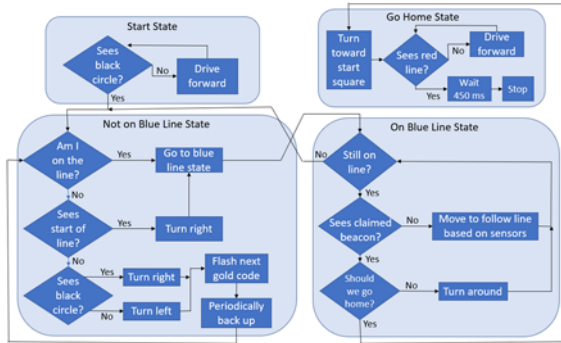 Start State
Sees
black
circle?
No
Drive
forward
Yes
Go Home State
Turn
toward
start
square
Sees red
line?
No
Drive
forward
Yes
Wait
450 ms
Stop
Not on Blue Line State
Am I
on the
line?
Yes
Go to blue
line state
No
Sees
start of
line?
Yes
Turn right
No
Sees
black
circle?
Yes
Turn right
No
Turn left
Flash next
gold code
Periodically
back up
On Blue Line State
No
Still on
line?
Yes
Sees claimed
beacon?
No
Move to follow line
based on sensors
Yes
Should
we go
home?
No
Turn around
Yes